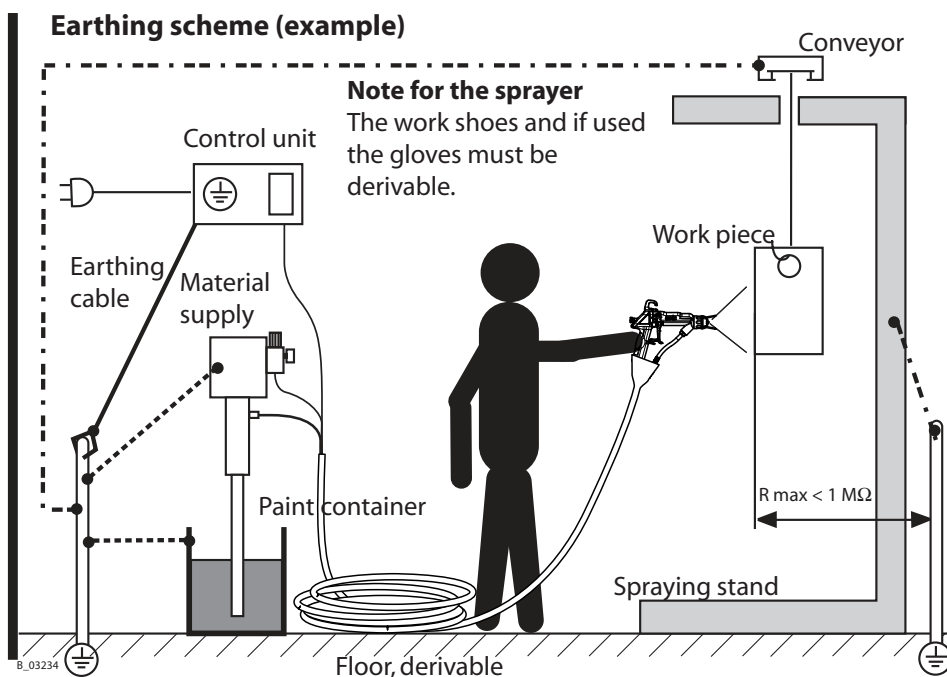 Earthing scheme (example)
Conveyor
Note for the sprayer
The work shoes and if used
the gloves must be
derivable.
Control unit
Work piece
Earthing
cable
Material
supply
R max < 1 MΩ
Paint container
Spraying stand
Floor, derivable
B_03234